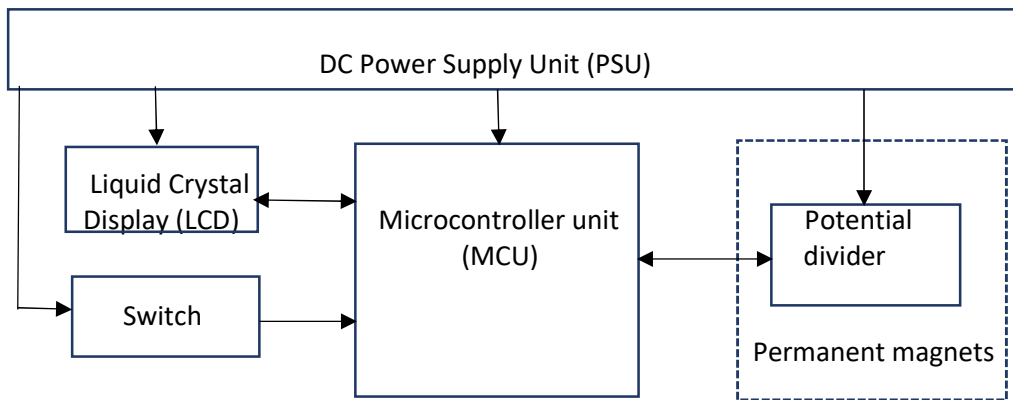 DC Power Supply Unit (PSU)
Liquid Crystal
Display (LCD)
Microcontroller unit
(MCU)
Potential
divider
Switch
Permanent magnets